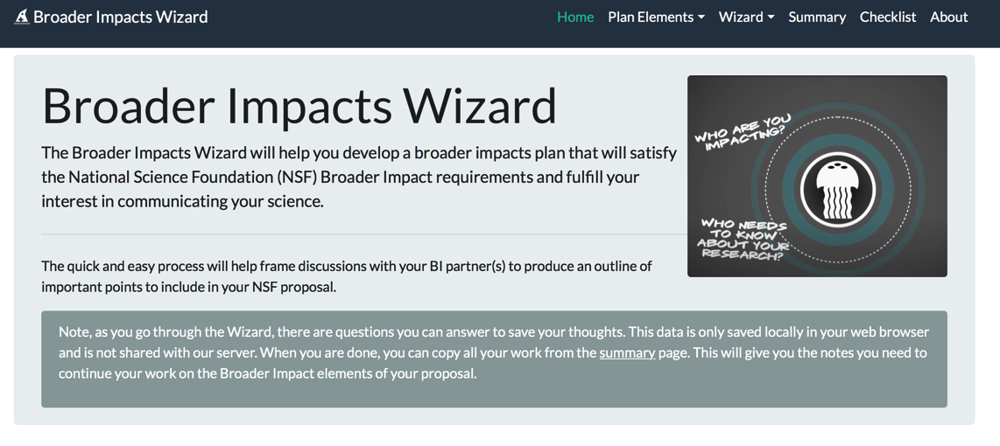 Broader Impacts Wizard
Home Plan Elements Wizard Summary Checklist About
Broader Impacts Wizard
The Broader Impacts Wizard will help you develop a broader impacts plan that will satisfy
the National Science Foundation (NSF) Broader Impact requirements and fulfill your
interest in communicating your science.
WHO ARE YOU
IMPACTING?
WHO NEEDS
TO KNOW
ABOUT YOUR
RESEARCH?
The quick and easy process will help frame discussions with your BI partner(s) to produce an outline of
important points to include in your NSF proposal.
Note, as you go through the Wizard, there are questions you can answer to save your thoughts. This data is only saved locally in your web browser
and is not shared with our server. When you are done, you can copy all your work from the summary page. This will give you the notes you need to
continue your work on the Broader Impact elements of your proposal.